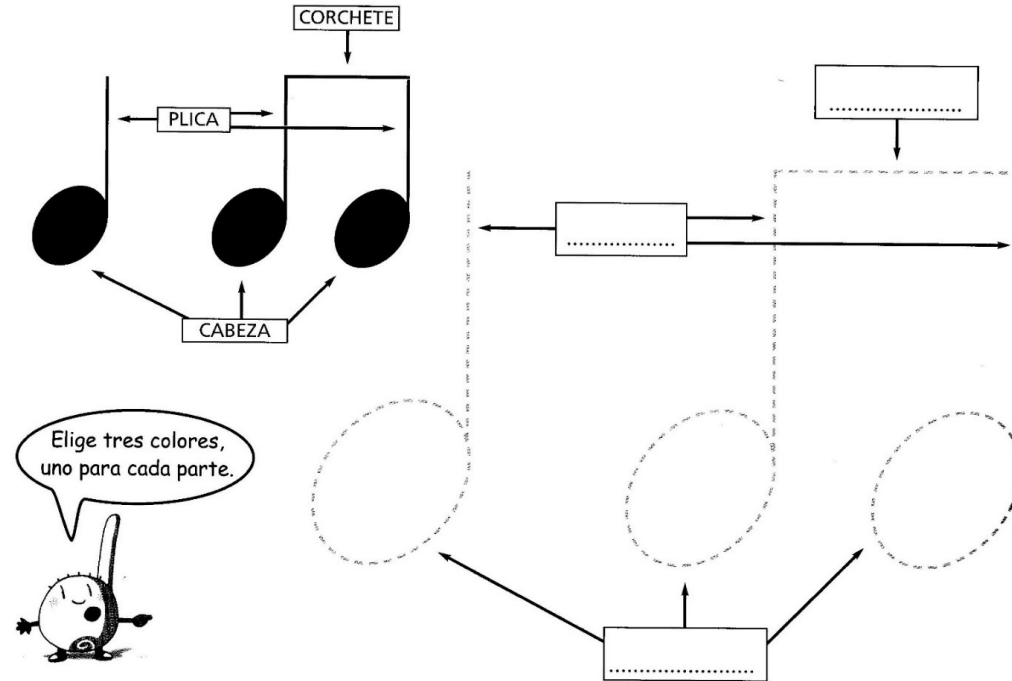 CORCHETE
PLICA
CABEZA
Elige tres colores,
uno para cada parte.